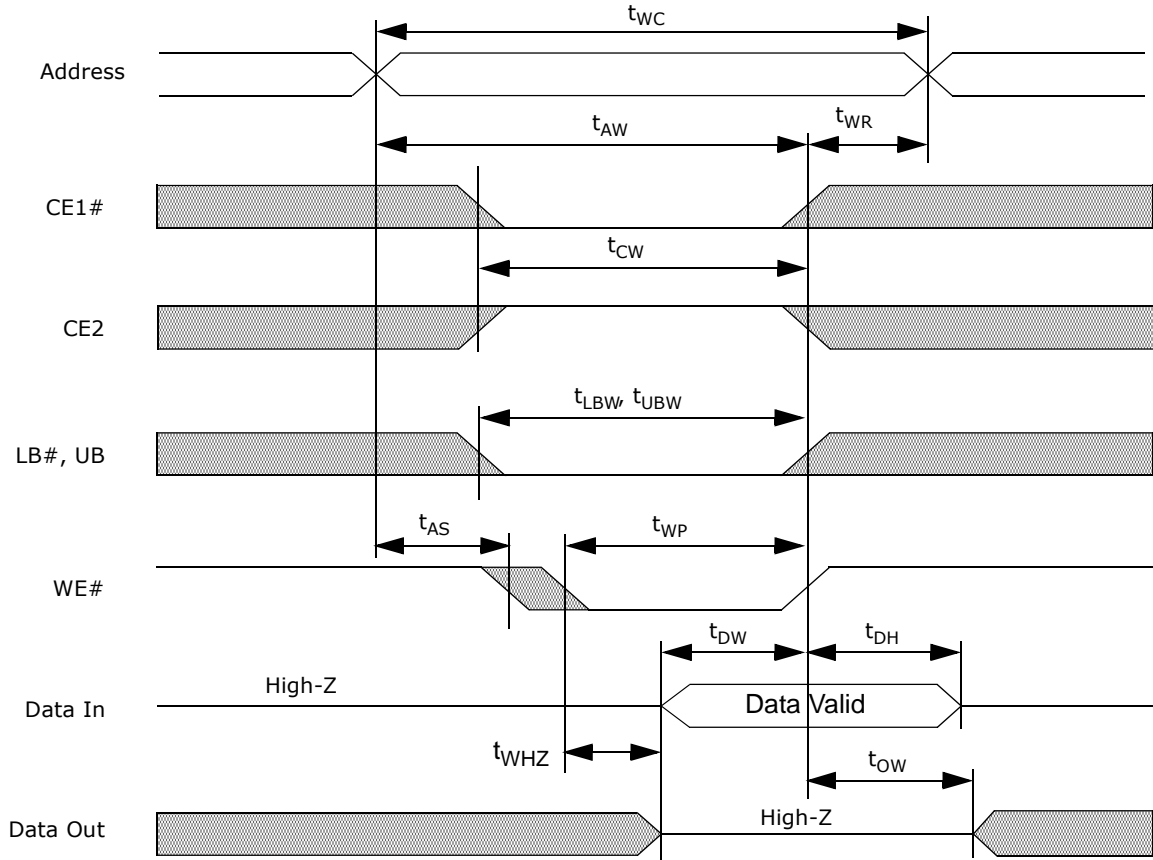 tWC
Address
tAW
tWR
CE1#
tCW
CE2
tLBW, tUBW
LB#, UB
tAS
tWP
WE#
tDW
tDH
High-Z
Data In
Data Valid
tWHZ
tOW
Data Out
High-Z